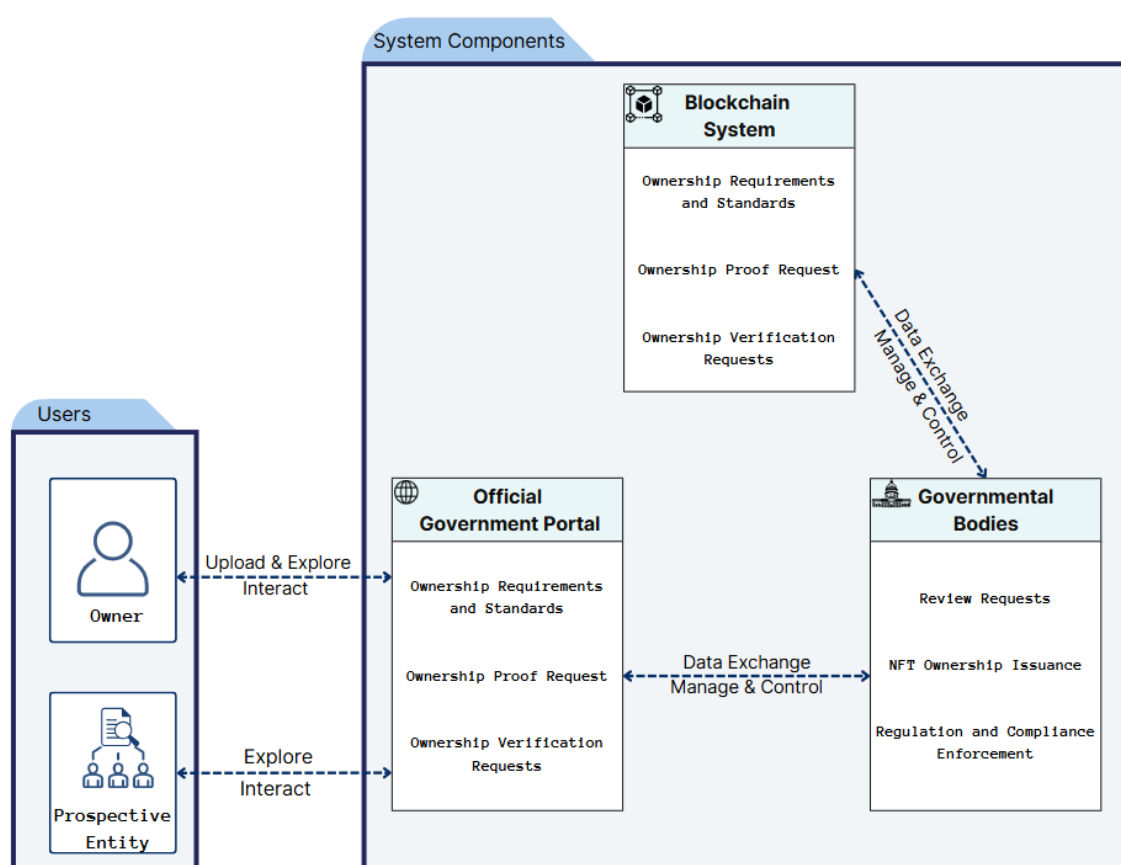 System Components
Blockchain
System
Ownership Requirements
and Standards
Ownership Proof Request
Ownership Verification
Requests
Data Exchange
Manage & Control
Users
Owner
Prospective
Entity
Upload & Explore
Interact
Explore
Interact
Official
Government Portal
Ownership Requirements
and Standards
Ownership Proof Request
Ownership Verification
Requests
Data Exchange
Manage & Control
Governmental
Bodies
Review Requests
NFT Ownership Issuance
Regulation and Compliance
Enforcement